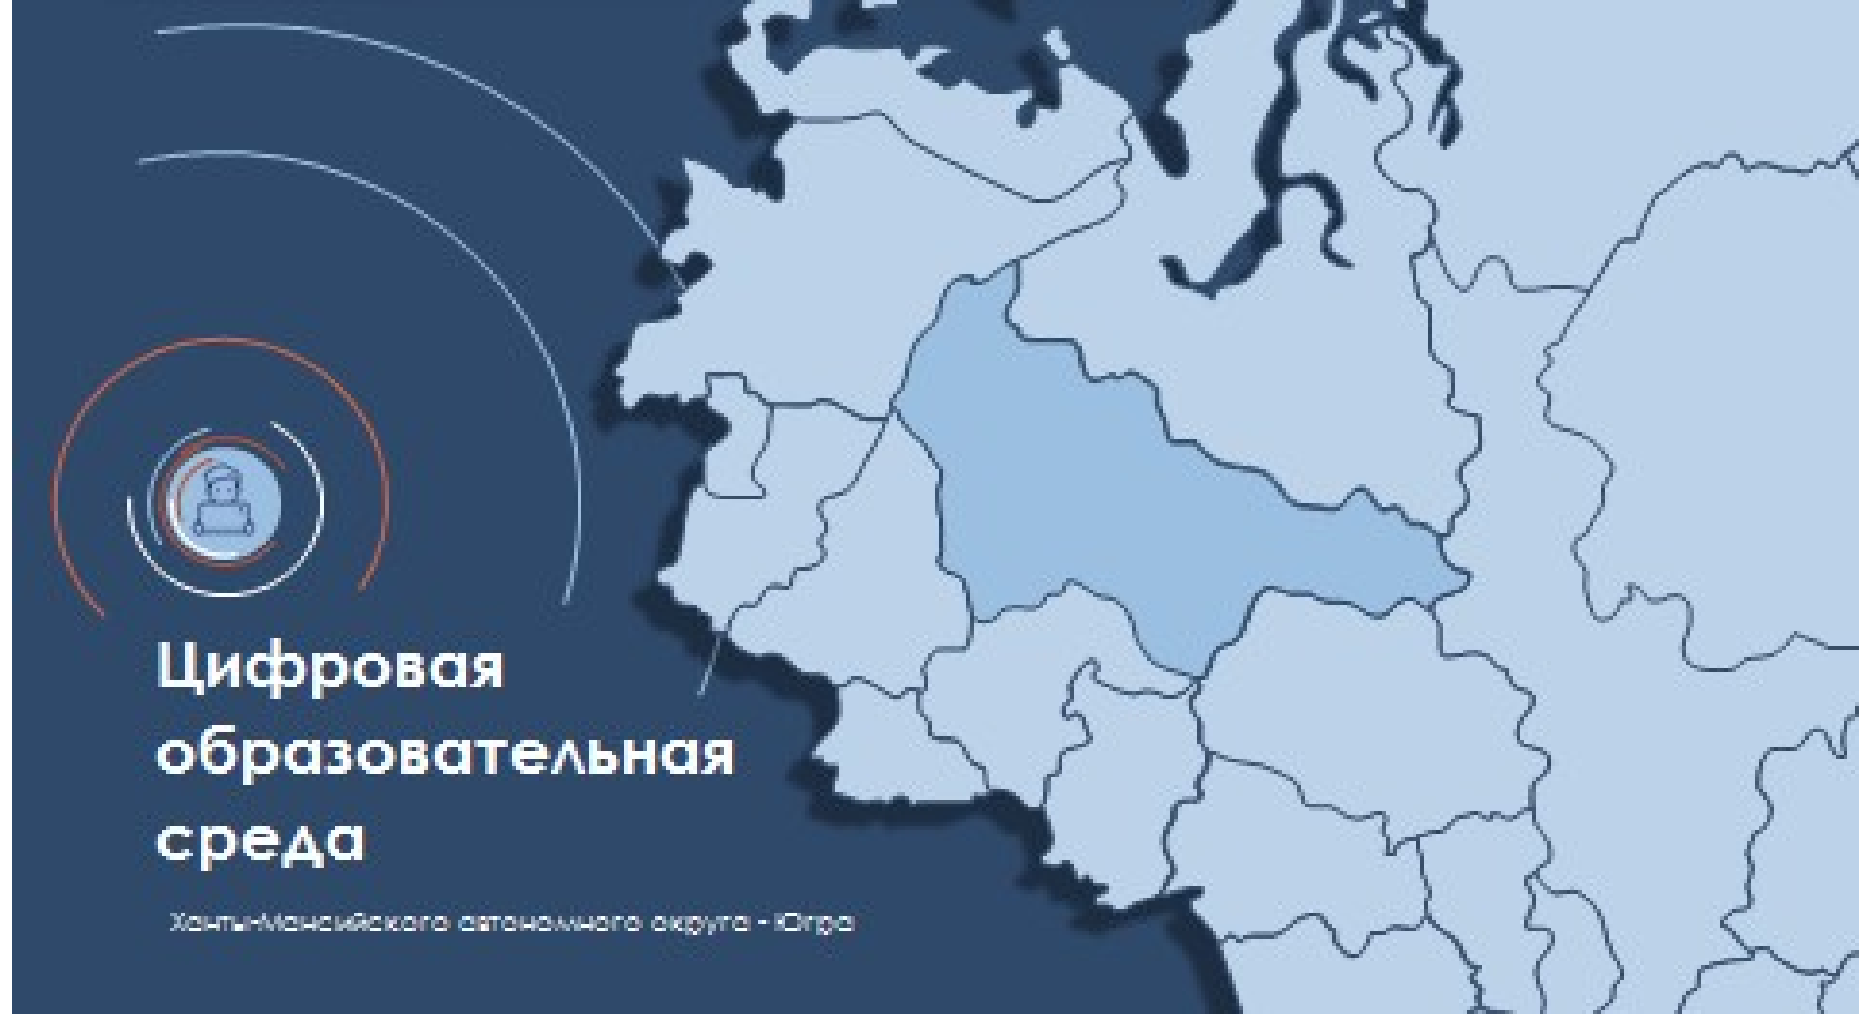 Цифровая
образовательная
среда
Ханты-Мансийского автономного округа - Югра